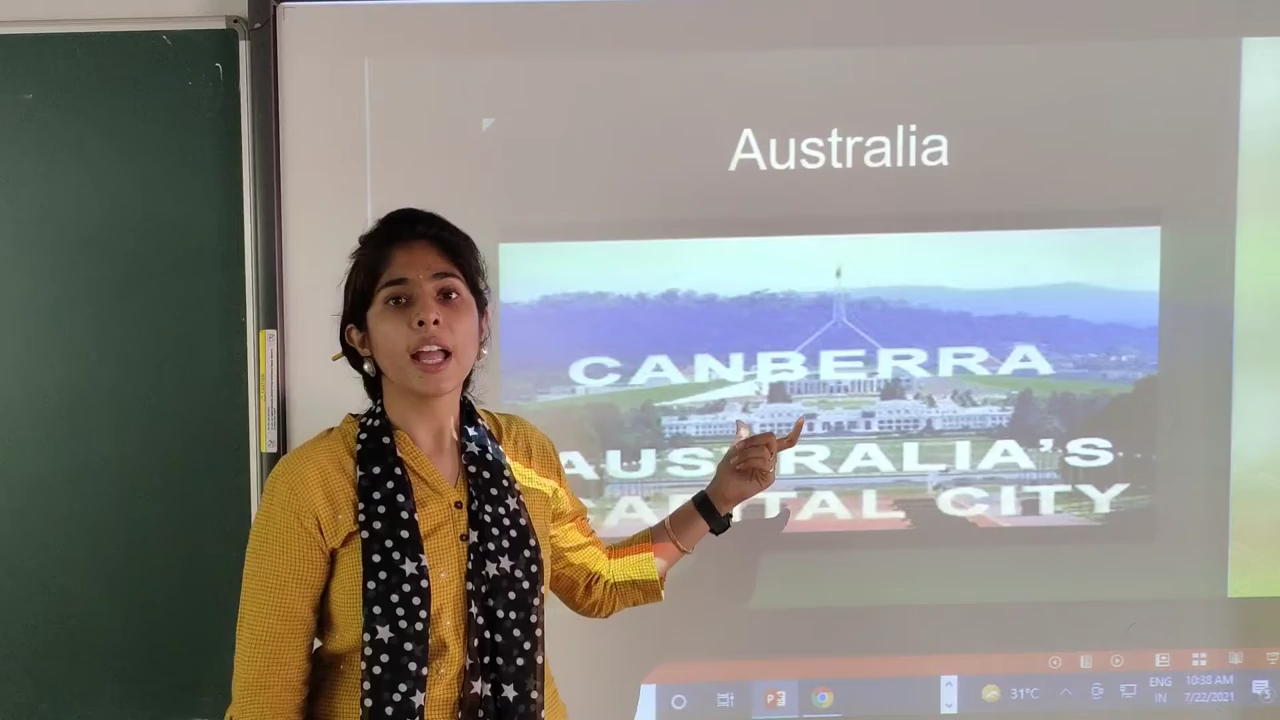 Australia
CANBERRA
AUSTRALIA'S
CAPITAL CITY
31°C
ENG
IN
10:38 AM
7/22/2021